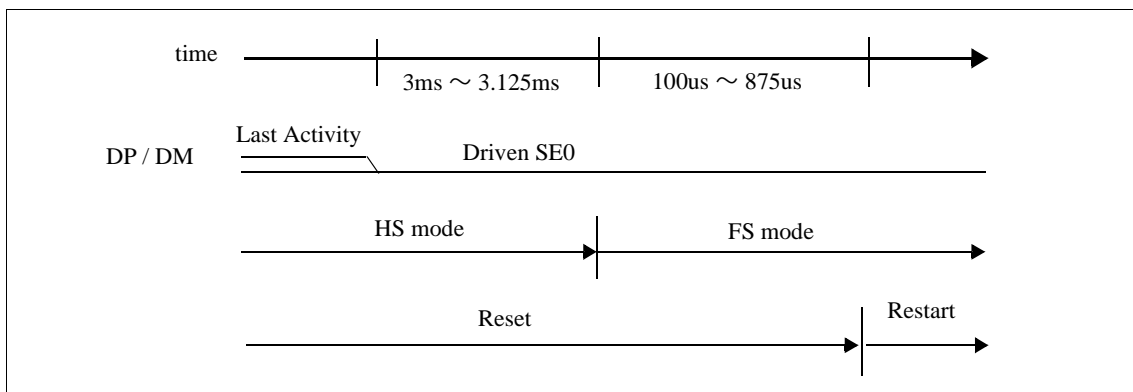 time
3ms ～ 3.125ms
100us ～ 875us
Last Activity
DP / DM
Driven SE0
HS mode
FS mode
Reset
Restart